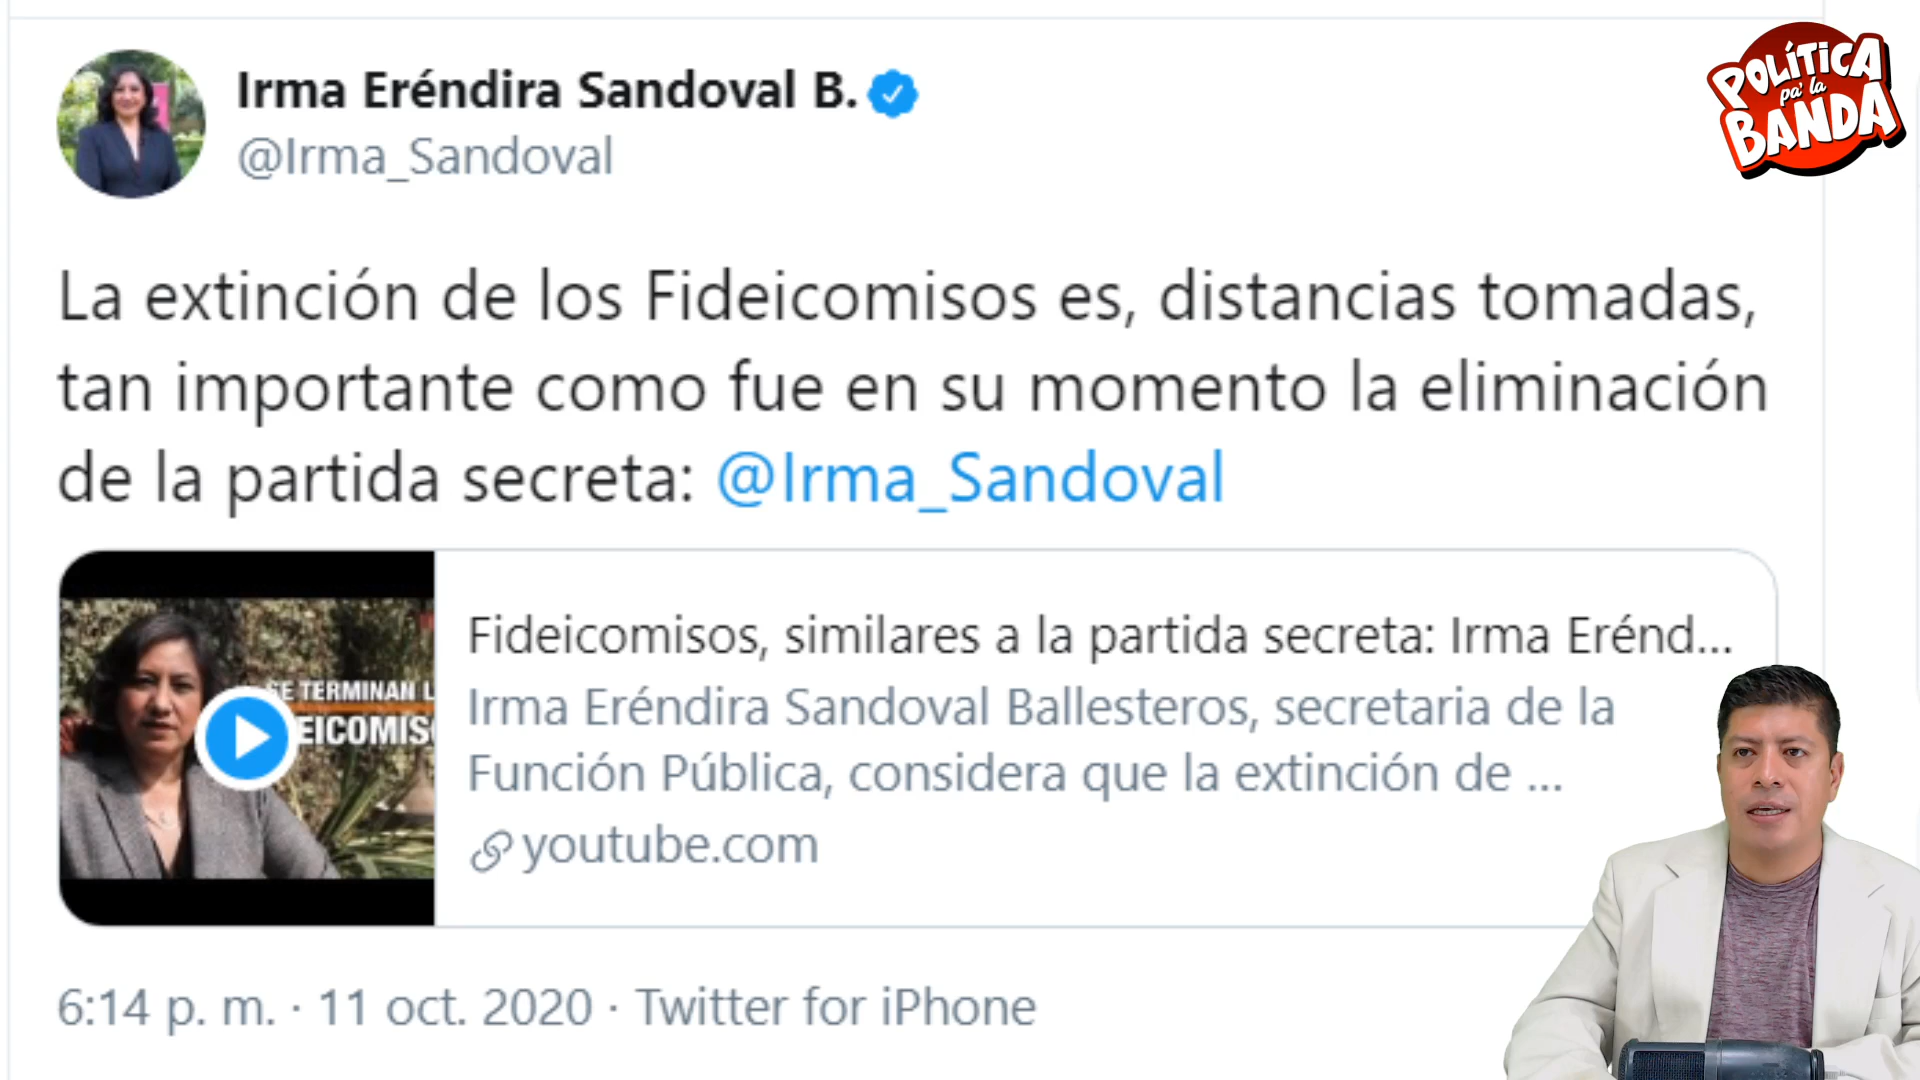 Irma Eréndira Sandoval B.
@Irma_Sandoval
POLÍTICA
pa' la
BANDA
La extinción de los Fideicomisos es, distancias tomadas,
tan importante como fue en su momento la eliminación
de la partida secreta: @Irma_Sandoval
SE TERMINAN L
EICOMIS
Fideicomisos, similares a la partida secreta: Irma Erénd...
Irma Eréndira Sandoval Ballesteros, secretaria de la
Función Pública, considera que la extinción de ...
youtube.com
6:14 p. m. · 11 oct. 2020 · Twitter for iPhone